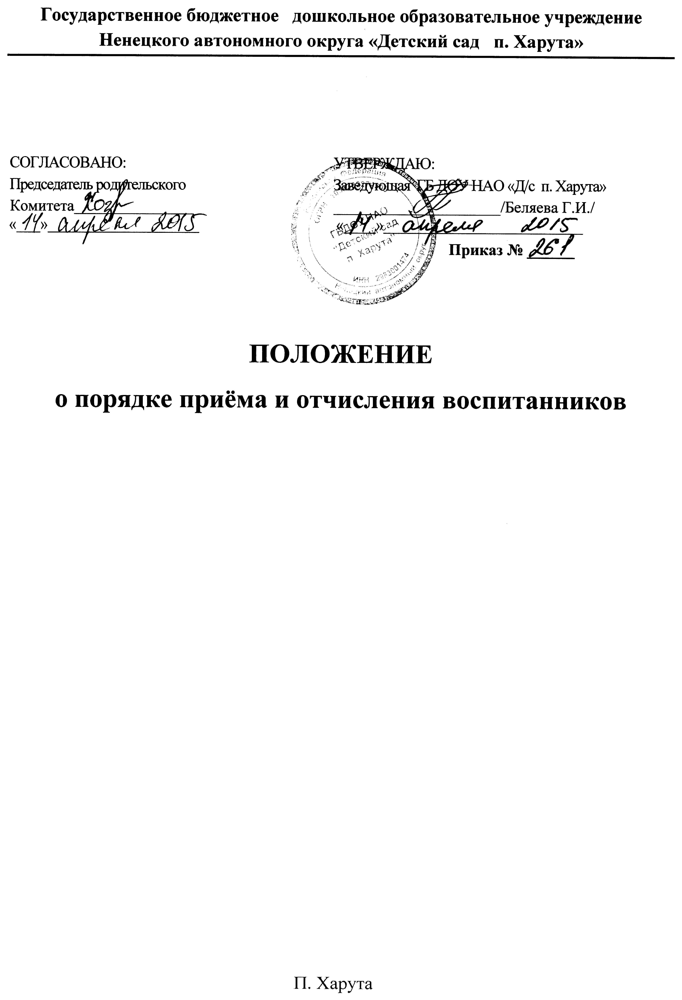 Государственное бюджетное дошкольное образовательное учреждение
Ненецкого автономного округа «Детский сад п. Харута»
СОГЛАСОВАНО:
Председатель родительского
Комитета
«14» апреля 2015
УТВЕРЖДАЮ:
Заведующая ГБ ДОУ НАО «Д/с п. Харута»
/Беляева Г.И./
«14» апреля 2015
Приказ № 261
Федерация
ОГРН
ГБДОУ НАО
"Детский сад
п Харута"
ИНН 2983001474
Ненецкий автономный округ
ПОЛОЖЕНИЕ
о порядке приёма и отчисления воспитанников
П. Харута